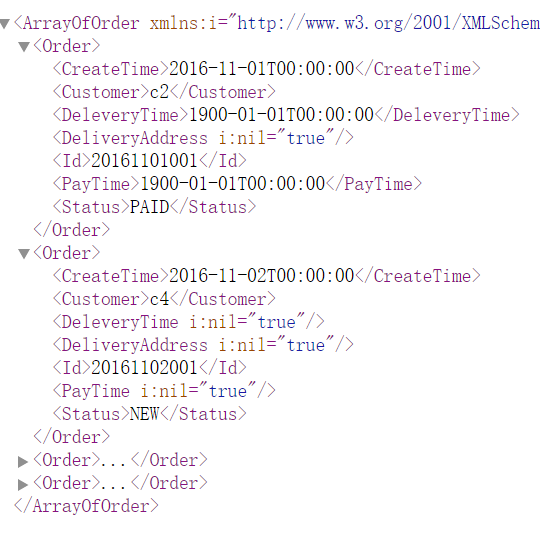 <ArrayOfOrder xmlns:i="http://www.w3.org/2001/XMLSchem
<Order>
<CreateTime>2016-11-01T00:00:00</CreateTime>
<Customer>c2</Customer>
<DeleveryTime>1900-01-01T00:00:00</DeleveryTime>
<DeliveryAddress i:nil="true"/>
<Id>20161101001</Id>
<PayTime>1900-01-01T00:00:00</PayTime>
<Status>PAID</Status>
</Order>
<Order>
<CreateTime>2016-11-02T00:00:00</CreateTime>
<Customer>c4</Customer>
<DeleveryTime i:nil="true"/>
<DeliveryAddress i:nil="true"/>
<Id>20161102001</Id>
<PayTime i:nil="true"/>
<Status>NEW</Status>
</Order>
<Order>...</Order>
<Order>...</Order>
</ArrayOfOrder>